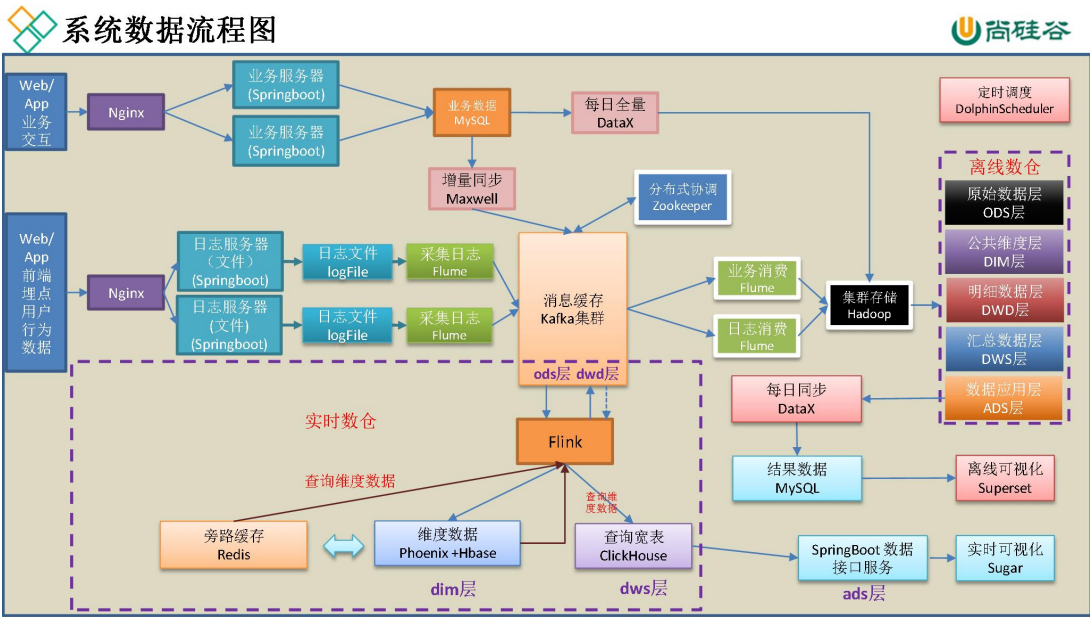 系统数据流程图
尚硅谷
Web/
App
业务
交互
Nginx
业务服务器
(Springboot)
业务服务器
(Springboot)
业务数据
MySQL
每日全量
DataX
定时调度
DolphinScheduler
增量同步
Maxwell
分布式协调
Zookeeper
离线数仓
原始数据层
ODS层
公共维度层
DIM层
明细数据层
DWD层
汇总数据层
DWS层
数据应用层
ADS层
Web/
App
前端
埋点
用户
行为
数据
Nginx
日志服务器
（文件）
(Springboot)
日志文件
logFile
采集日志
Flume
日志服务器
(文件)
(Springboot)
日志文件
logFile
采集日志
Flume
消息缓存
Kafka集群
ods层 dwd层
业务消费
Flume
日志消费
Flume
集群存储
Hadoop
每日同步
DataX
结果数据
MySQL
离线可视化
Superset
实时数仓
Flink
查询维度数据
查询维
度数据
旁路缓存
Redis
维度数据
Phoenix +Hbase
查询宽表
ClickHouse
dim层
dws层
SpringBoot 数据
接口服务
实时可视化
Sugar
ads层